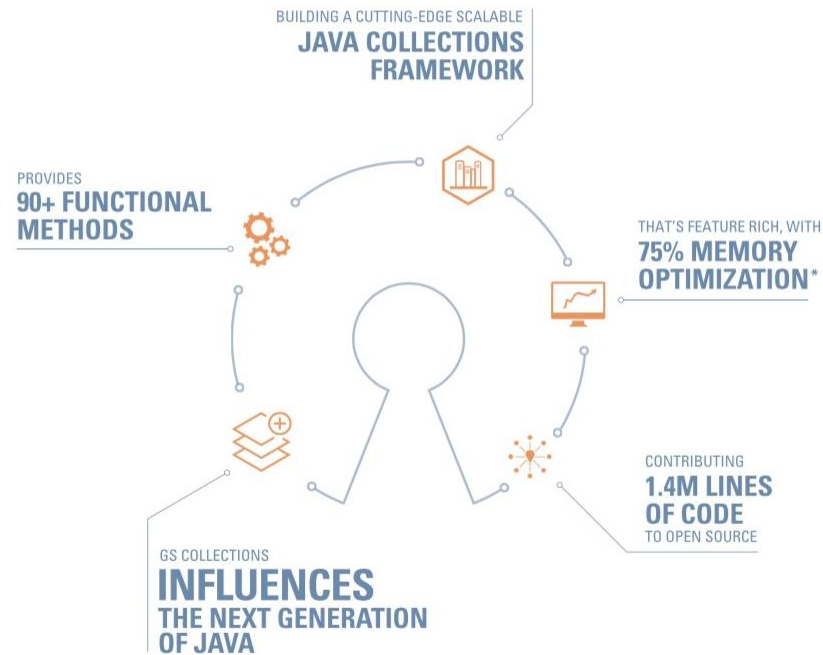 BUILDING A CUTTING-EDGE SCALABLE
JAVA COLLECTIONS
FRAMEWORK
PROVIDES
90+ FUNCTIONAL
METHODS
THAT'S FEATURE RICH, WITH
75% MEMORY
OPTIMIZATION*
CONTRIBUTING
1.4M LINES
OF CODE
TO OPEN SOURCE
GS COLLECTIONS
INFLUENCES
THE NEXT GENERATION
OF JAVA